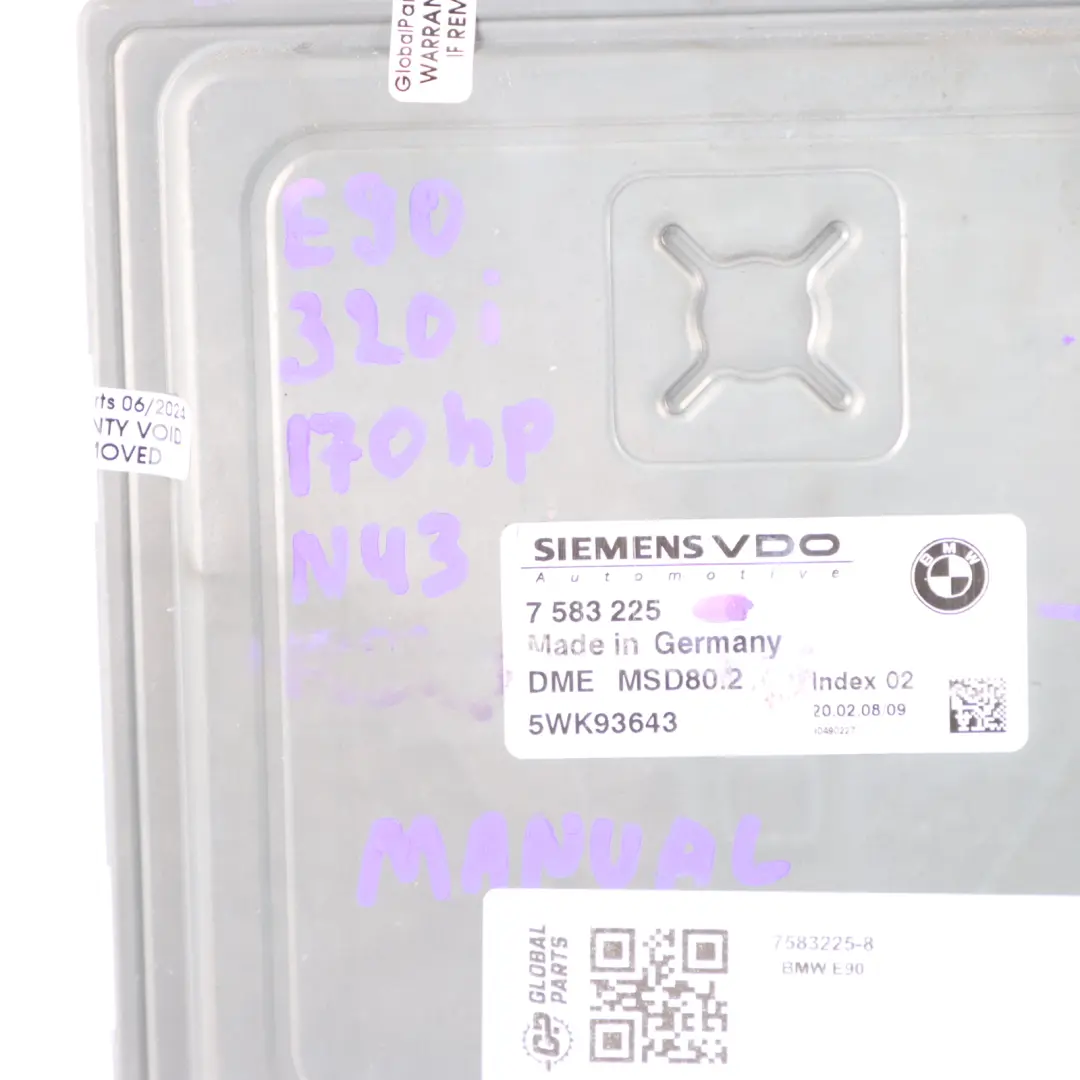 GlobalPar
WARRAN
IF REM
E90
320i
170hp
N43
rts 06/2024
NTY VOID
MOVED
SIEMENS VDO
Automotive
BMW
7 583 225
Made in Germany
DME MSD80.2 Index 02
5WK93643 20.02.08 09
MANUAL
GLOBAL
PARTS
7583225-8
BMW E90